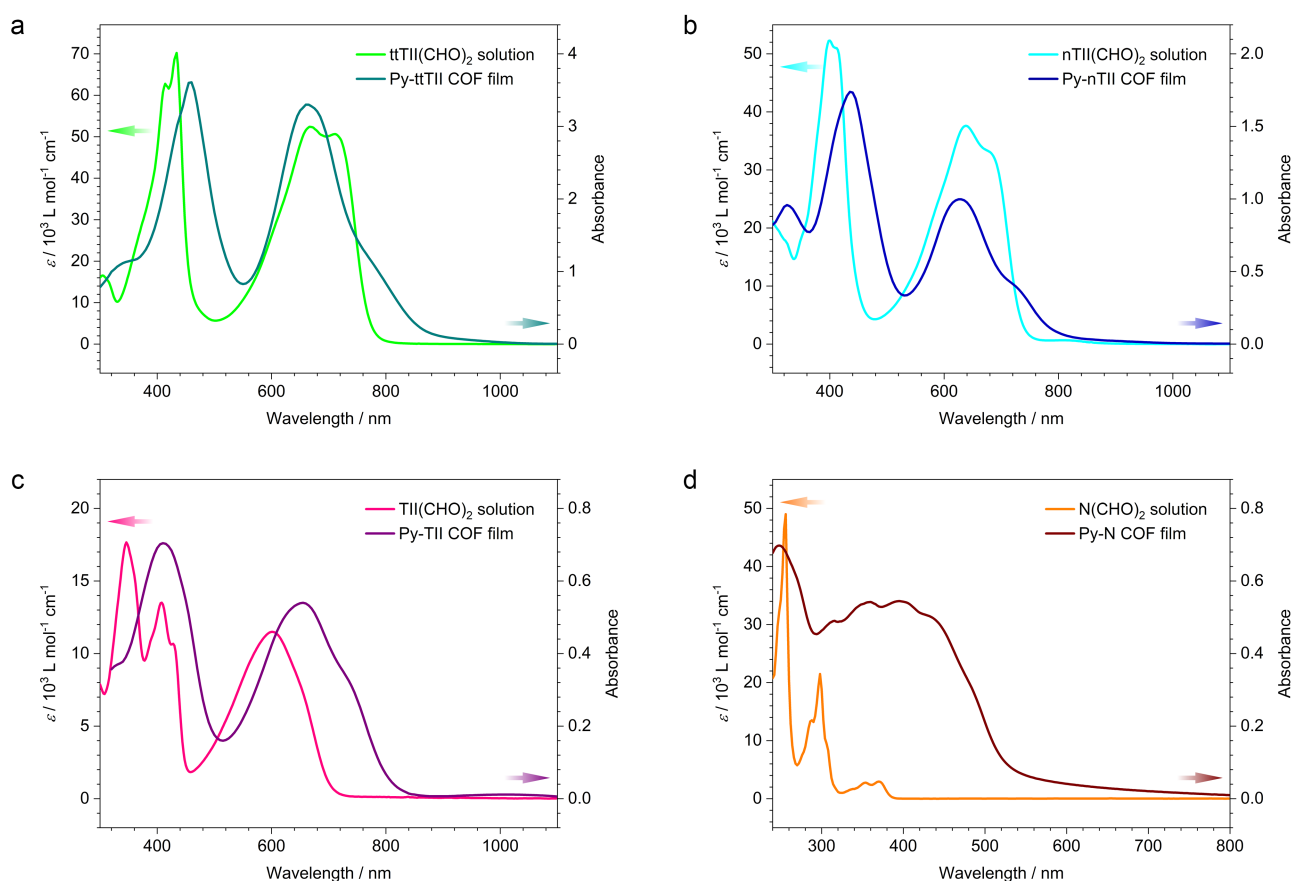 a
ttTII(CHO)₂ solution
Py-ttTII COF film
70
60
50
40
30
20
10
0
4
3
2
1
0
400
600
800
1000
ε / 10³ L mol⁻¹ cm⁻¹
Absorbance
Wavelength / nm
b
nTII(CHO)₂ solution
Py-nTII COF film
50
40
30
20
10
0
2.0
1.5
1.0
0.5
0.0
400
600
800
1000
ε / 10³ L mol⁻¹ cm⁻¹
Absorbance
Wavelength / nm
c
TII(CHO)₂ solution
Py-TII COF film
20
15
10
5
0
0.8
0.6
0.4
0.2
0.0
400
600
800
1000
ε / 10³ L mol⁻¹ cm⁻¹
Absorbance
Wavelength / nm
d
N(CHO)₂ solution
Py-N COF film
50
40
30
20
10
0
0.8
0.6
0.4
0.2
0.0
300
400
500
600
700
800
ε / 10³ L mol⁻¹ cm⁻¹
Absorbance
Wavelength / nm